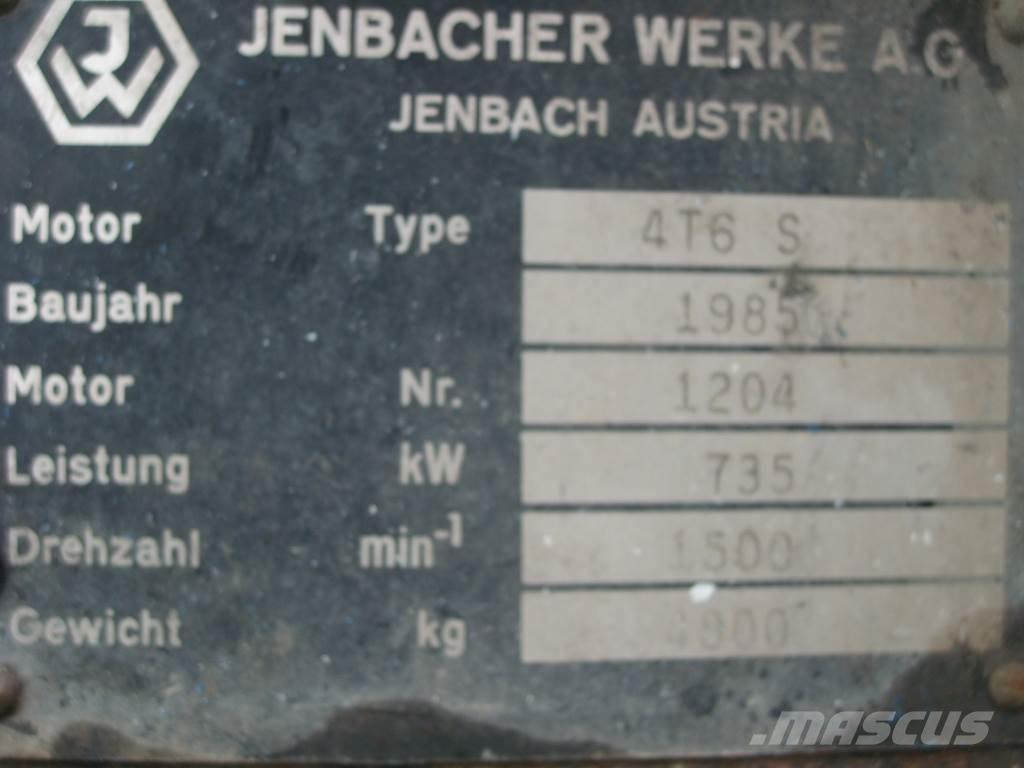 JW
JENBACHER WERKE A.G.
JENBACH AUSTRIA
Motor Type 4T6 S
Baujahr 1985
Motor Nr. 1204
Leistung kW 735
Drehzahl min-1 1500
Gewicht kg
MASCUS